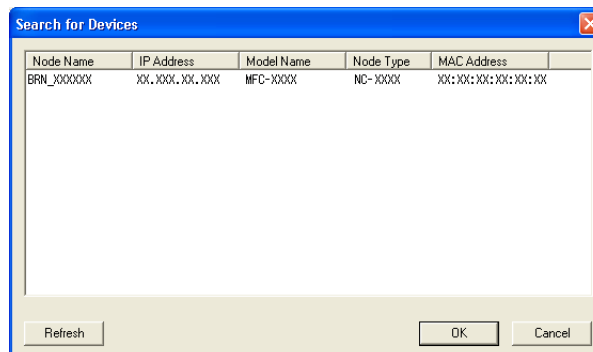 Search for Devices
Node Name IP Address Model Name Node Type MAC Address
BRN_XXXXXX XX.XXX.XX.XXX MFC-XXXX NC-XXXX XX:XX:XX:XX:XX:XX
Refresh OK Cancel